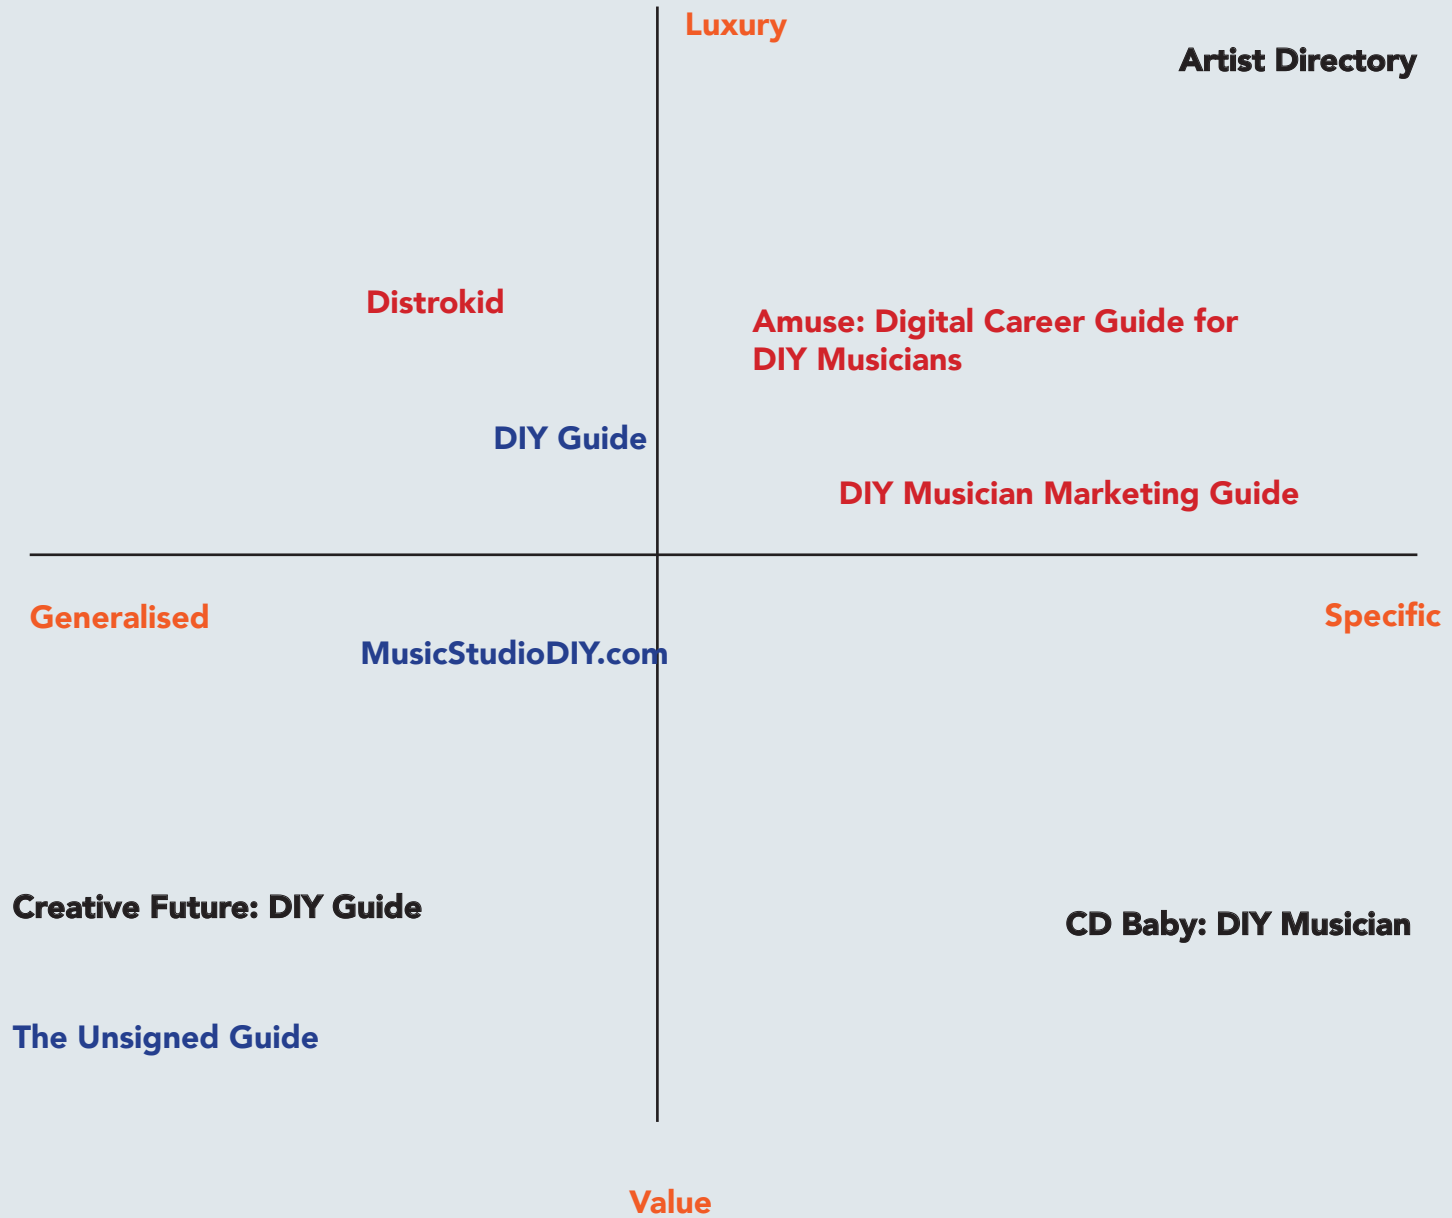 Luxury
Artist Directory
Distrokid
Amuse: Digital Career Guide for
DIY Musicians
DIY Guide
DIY Musician Marketing Guide
Generalised
Specific
MusicStudioDIY.com
Creative Future: DIY Guide
CD Baby: DIY Musician
The Unsigned Guide
Value